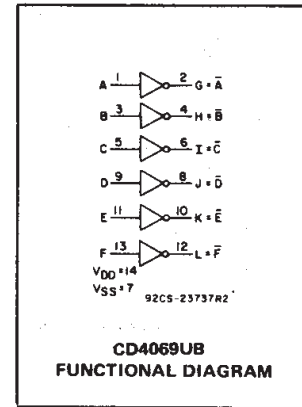 A 1 2 G = A̅
B 3 4 H = B̅
C 5 6 I = C̅
D 9 8 J = D̅
E 11 10 K = E̅
F 13 12 L = F̅
VDD = 14
VSS = 7
92CS-23737R2
CD4069UB
FUNCTIONAL DIAGRAM